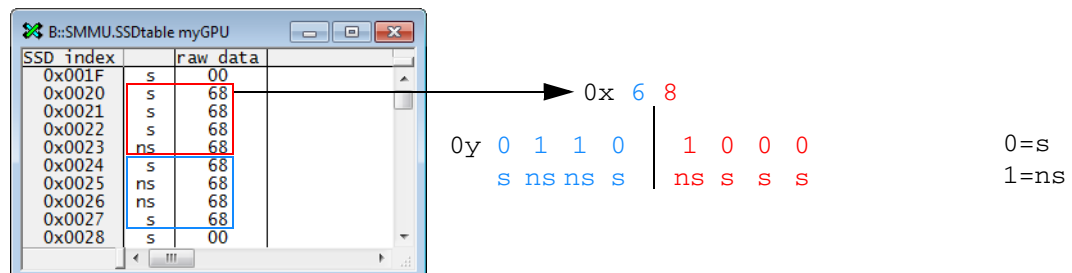 B::SMMU.SSDtable myGPU
SSD index raw data
0x001F s 00
0x0020 s 68
0x0021 s 68
0x0022 s 68
0x0023 ns 68
0x0024 s 68
0x0025 ns 68
0x0026 ns 68
0x0027 s 68
0x0028 s 00
0x 6 8
0y 0 1 1 0 1 0 0 0
s ns ns s ns s s s
0=s
1=ns